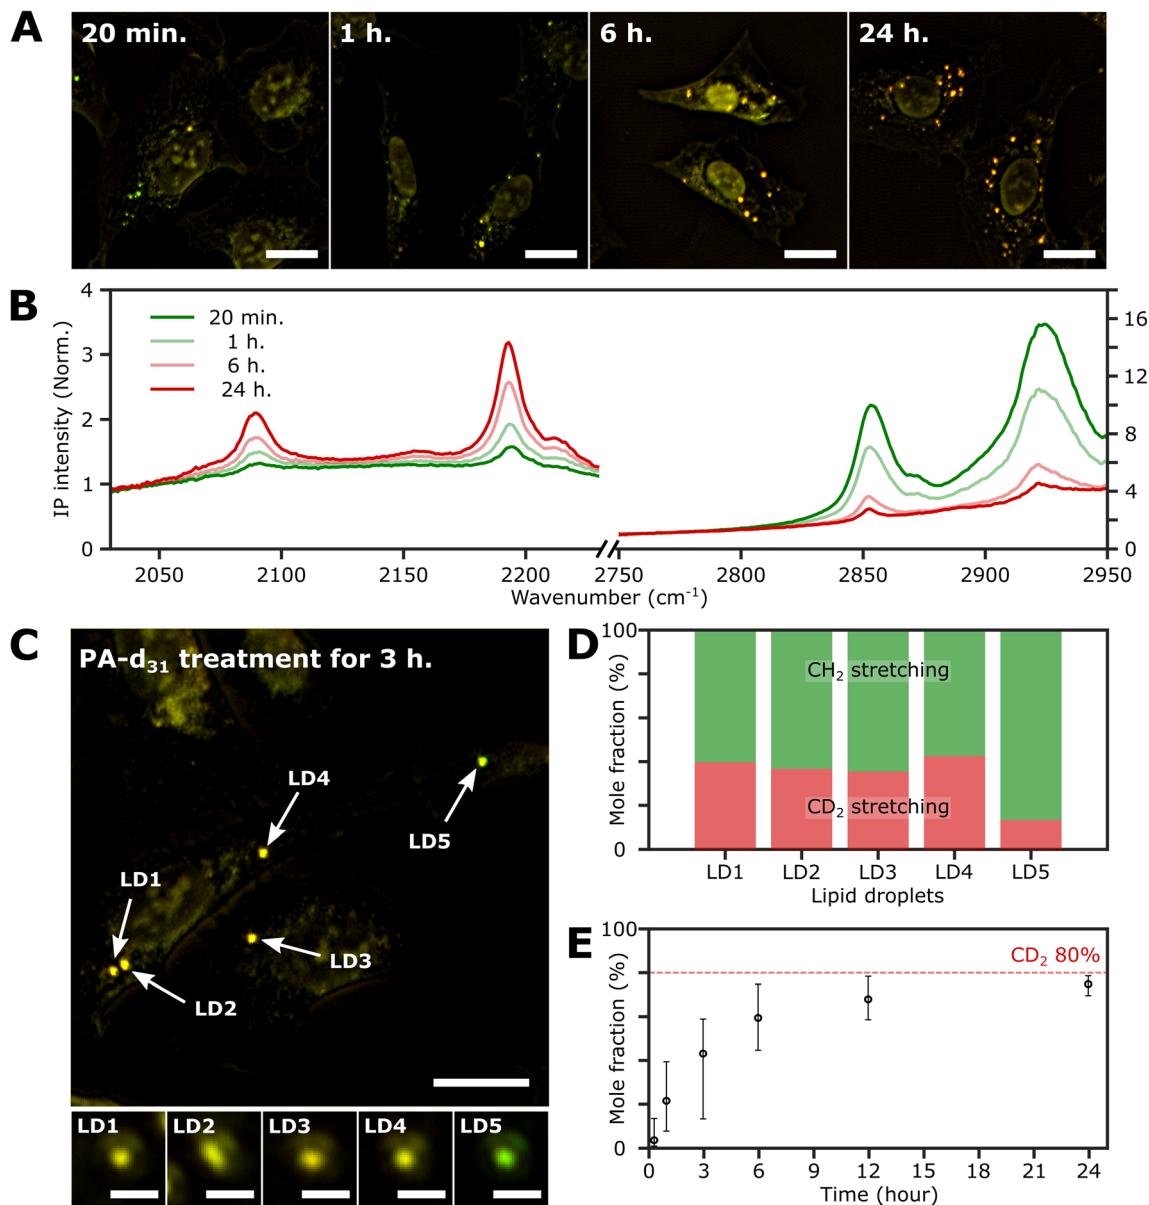 A
20 min.
1 h.
6 h.
24 h.
B
IP intensity (Norm.)
4
3
2
1
0
20 min.
1 h.
6 h.
24 h.
16
12
8
4
0
2050
2100
2150
2200
2750
2800
2850
2900
2950
Wavenumber (cm⁻¹)
C
PA-d₃₁ treatment for 3 h.
LD4
LD5
LD1
LD3
LD2
LD1
LD2
LD3
LD4
LD5
D
Mole fraction (%)
100
0
CH₂ stretching
CD₂ stretching
LD1
LD2
LD3
LD4
LD5
Lipid droplets
E
Mole fraction (%)
100
0
CD₂ 80%
0
3
6
9
12
15
18
21
24
Time (hour)